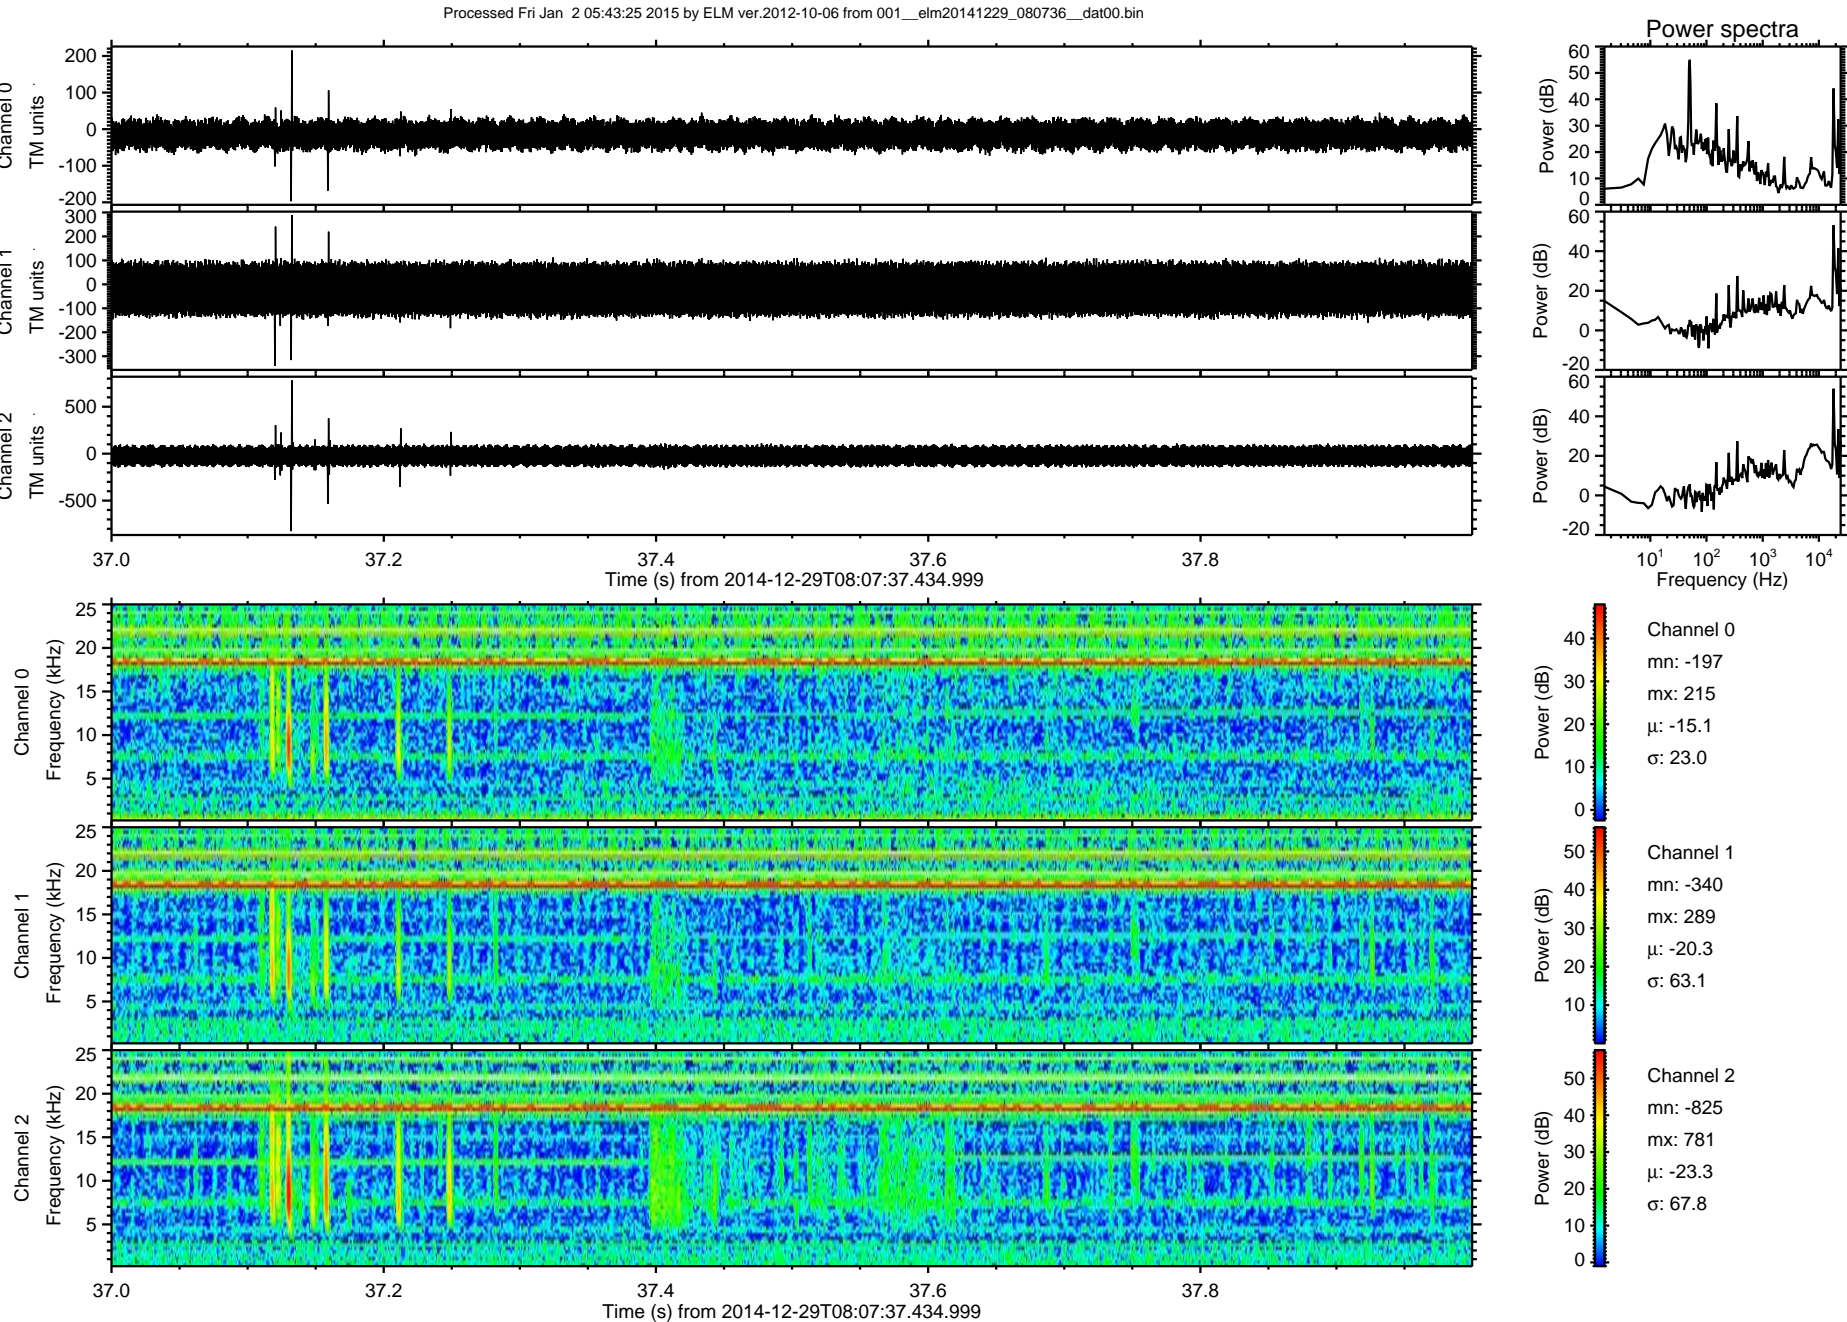 Processed Fri Jan  2 05:43:25 2015 by ELM ver.2012-10-06 from 001__elm20141229_080736__dat00.bin
Power spectra
Channel 0
TM units
200
100
0
-100
-200
Power (dB)
60
50
40
30
20
10
0
Channel 1
TM units
300
200
100
0
-100
-200
-300
Power (dB)
60
40
20
0
-20
Channel 2
TM units
500
0
-500
Power (dB)
60
40
20
0
-20
37.0 37.2 37.4 37.6 37.8
Time (s) from 2014-12-29T08:07:37.434.999
10¹ 10² 10³ 10⁴
Frequency (Hz)
Channel 0
Frequency (kHz)
25
20
15
10
5
Power (dB)
40
30
20
10
0
Channel 0
mn: -197
mx: 215
μ: -15.1
σ: 23.0
Channel 1
Frequency (kHz)
25
20
15
10
5
Power (dB)
50
40
30
20
10
Channel 1
mn: -340
mx: 289
μ: -20.3
σ: 63.1
Channel 2
Frequency (kHz)
25
20
15
10
5
Power (dB)
50
40
30
20
10
0
Channel 2
mn: -825
mx: 781
μ: -23.3
σ: 67.8
37.0 37.2 37.4 37.6 37.8
Time (s) from 2014-12-29T08:07:37.434.999